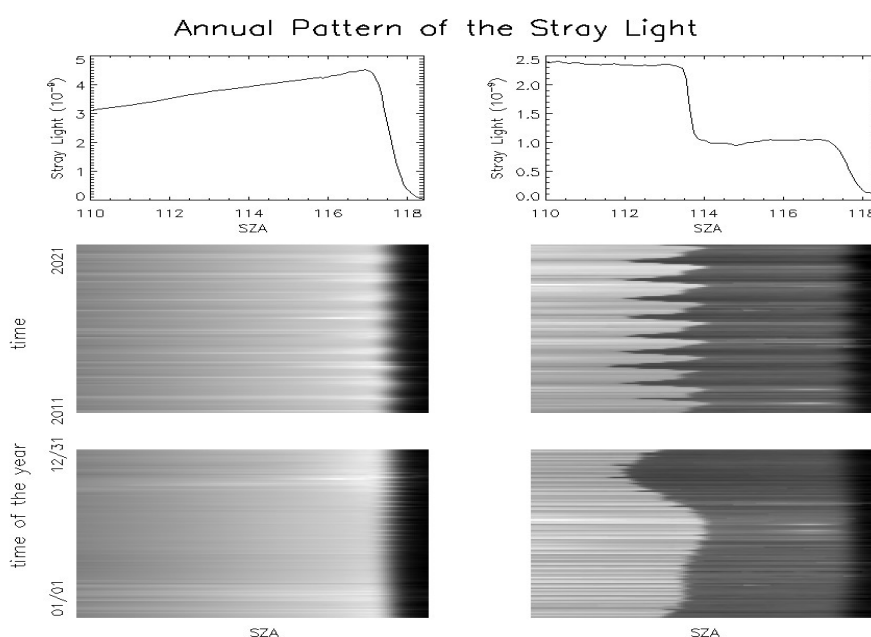 Annual Pattern of the Stray Light
Stray Light (10⁻⁹)
5
4
3
2
1
0
110 112 114 116 118
SZA
Stray Light (10⁻⁹)
2.5
2.0
1.5
1.0
0.5
0.0
110 112 114 116 118
SZA
time
2021
2011
time of the year
12/31
01/01
SZA
SZA